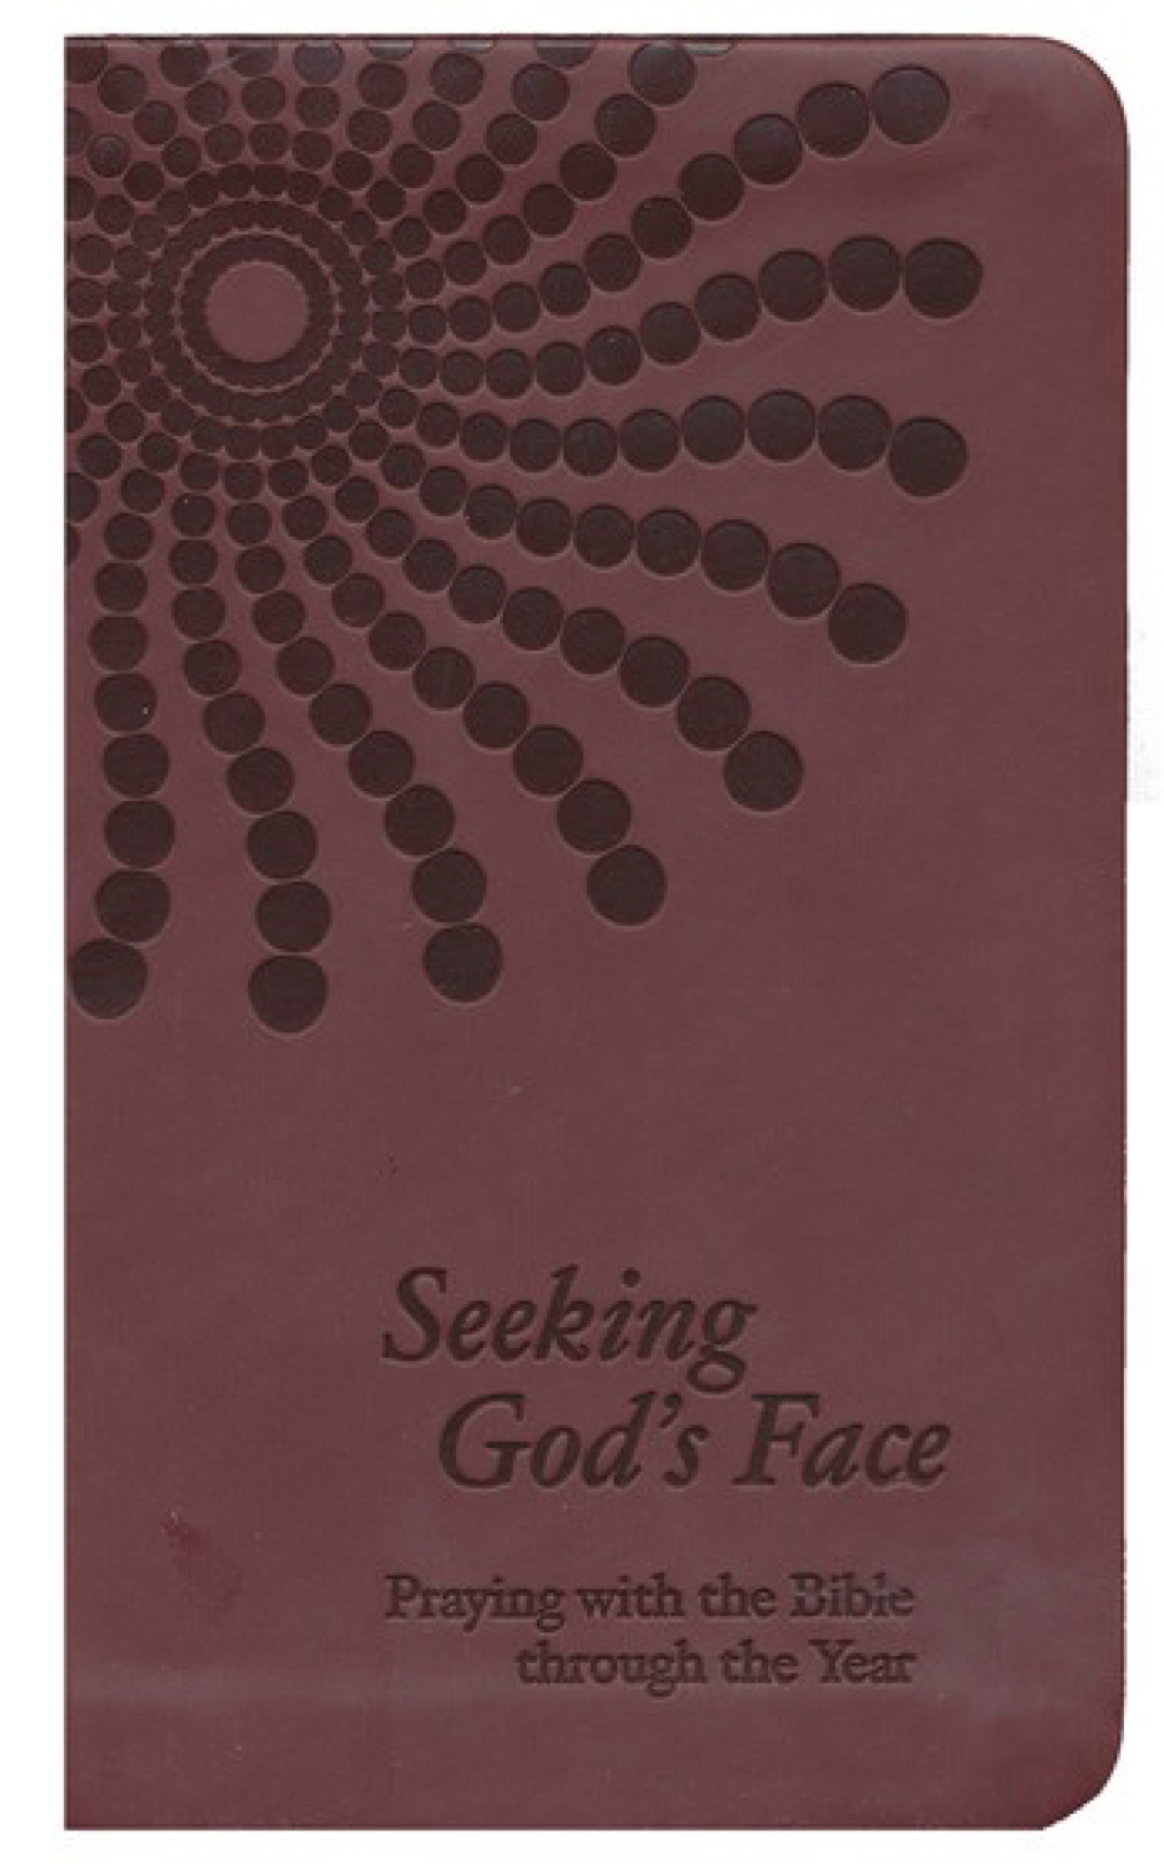 Seeking
God's Face
Praying with the Bible
through the Year